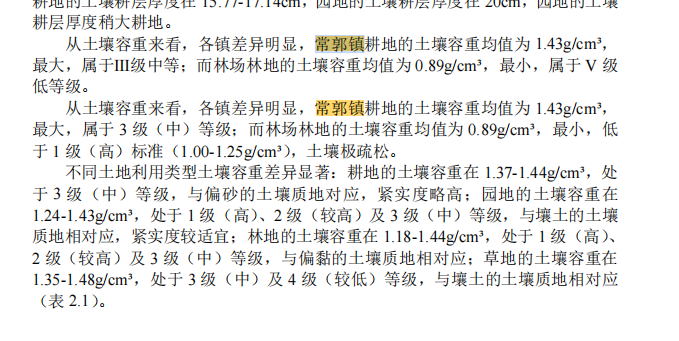 耕地的土壤耕层厚度在 15.77-17.14cm，园地的土壤耕层厚度在 20cm，园地的土壤
耕层厚度稍大耕地。
从土壤容重来看，各镇差异明显，常郭镇耕地的土壤容重均值为 1.43g/cm³，
最大，属于Ⅲ级中等；而林场林地的土壤容重均值为 0.89g/cm³，最小，属于 V 级
低等级。
从土壤容重来看，各镇差异明显，常郭镇耕地的土壤容重均值为 1.43g/cm³，
最大，属于 3 级（中）等级；而林场林地的土壤容重均值为 0.89g/cm³，最小，低
于 1 级（高）标准（1.00-1.25g/cm³），土壤极疏松。
不同土地利用类型土壤容重差异显著：耕地的土壤容重在 1.37-1.44g/cm³，处
于 3 级（中）等级，与偏砂的土壤质地对应，紧实度略高；园地的土壤容重在
1.24-1.43g/cm³，处于 1 级（高）、2 级（较高）及 3 级（中）等级，与壤土的土壤
质地相对应，紧实度较适宜；林地的土壤容重在 1.18-1.44g/cm³，处于 1 级（高）、
2 级（较高）及 3 级（中）等级，与偏黏的土壤质地相对应；草地的土壤容重在
1.35-1.48g/cm³，处于 3 级（中）及 4 级（较低）等级，与壤土的土壤质地相对应
（表 2.1）。